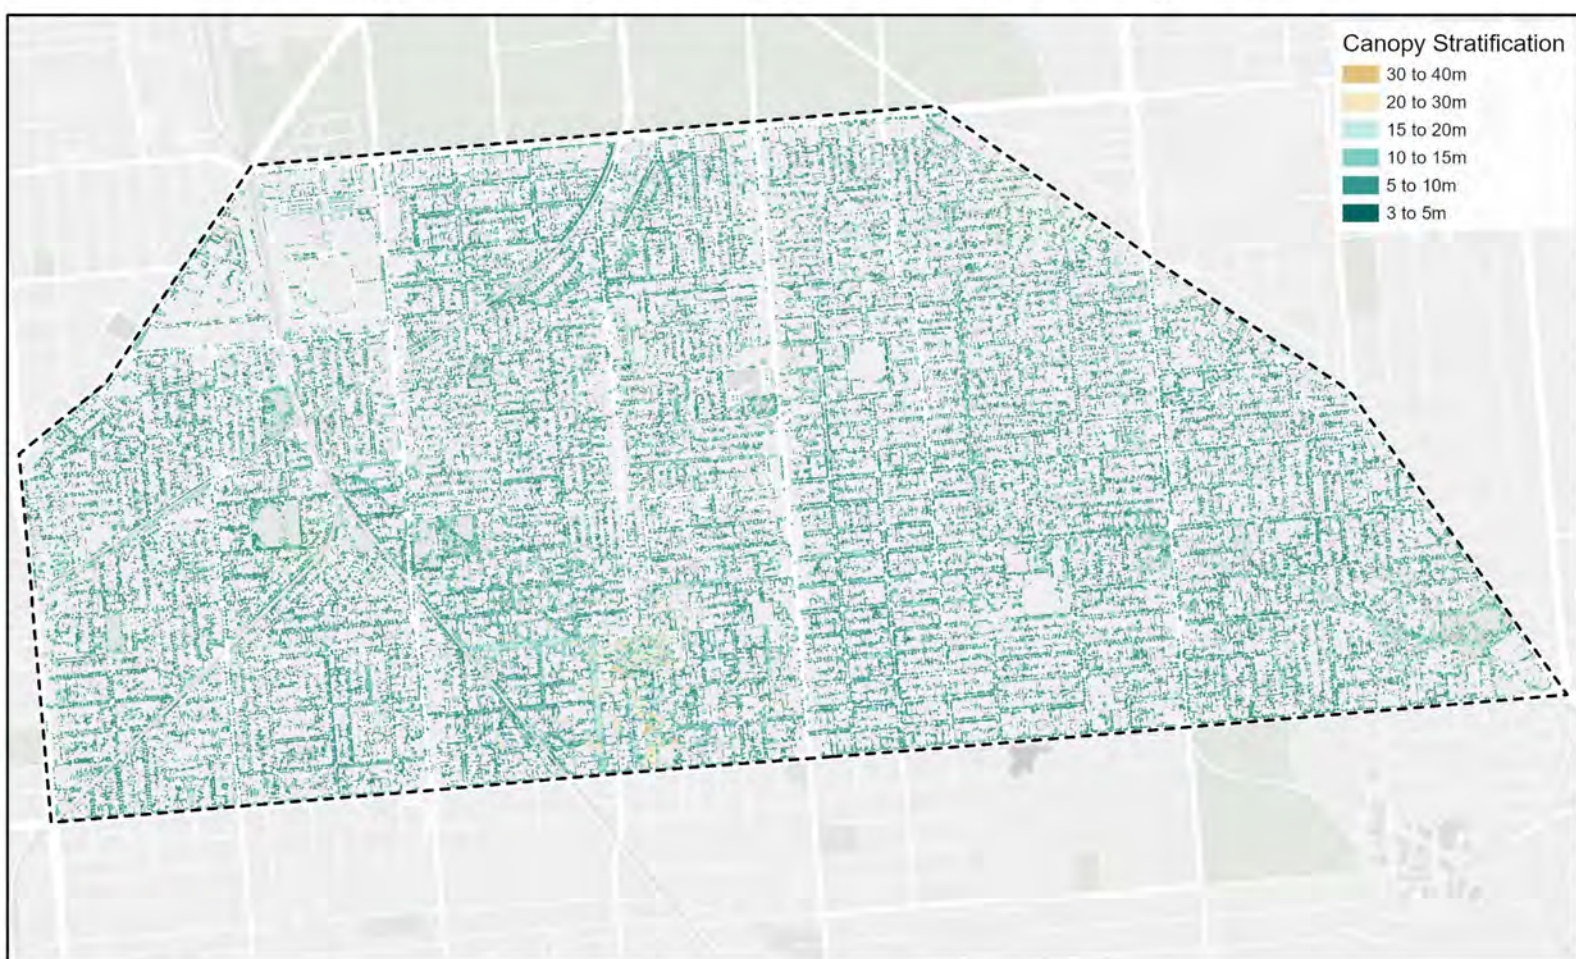 Canopy Stratification
30 to 40m
20 to 30m
15 to 20m
10 to 15m
5 to 10m
3 to 5m